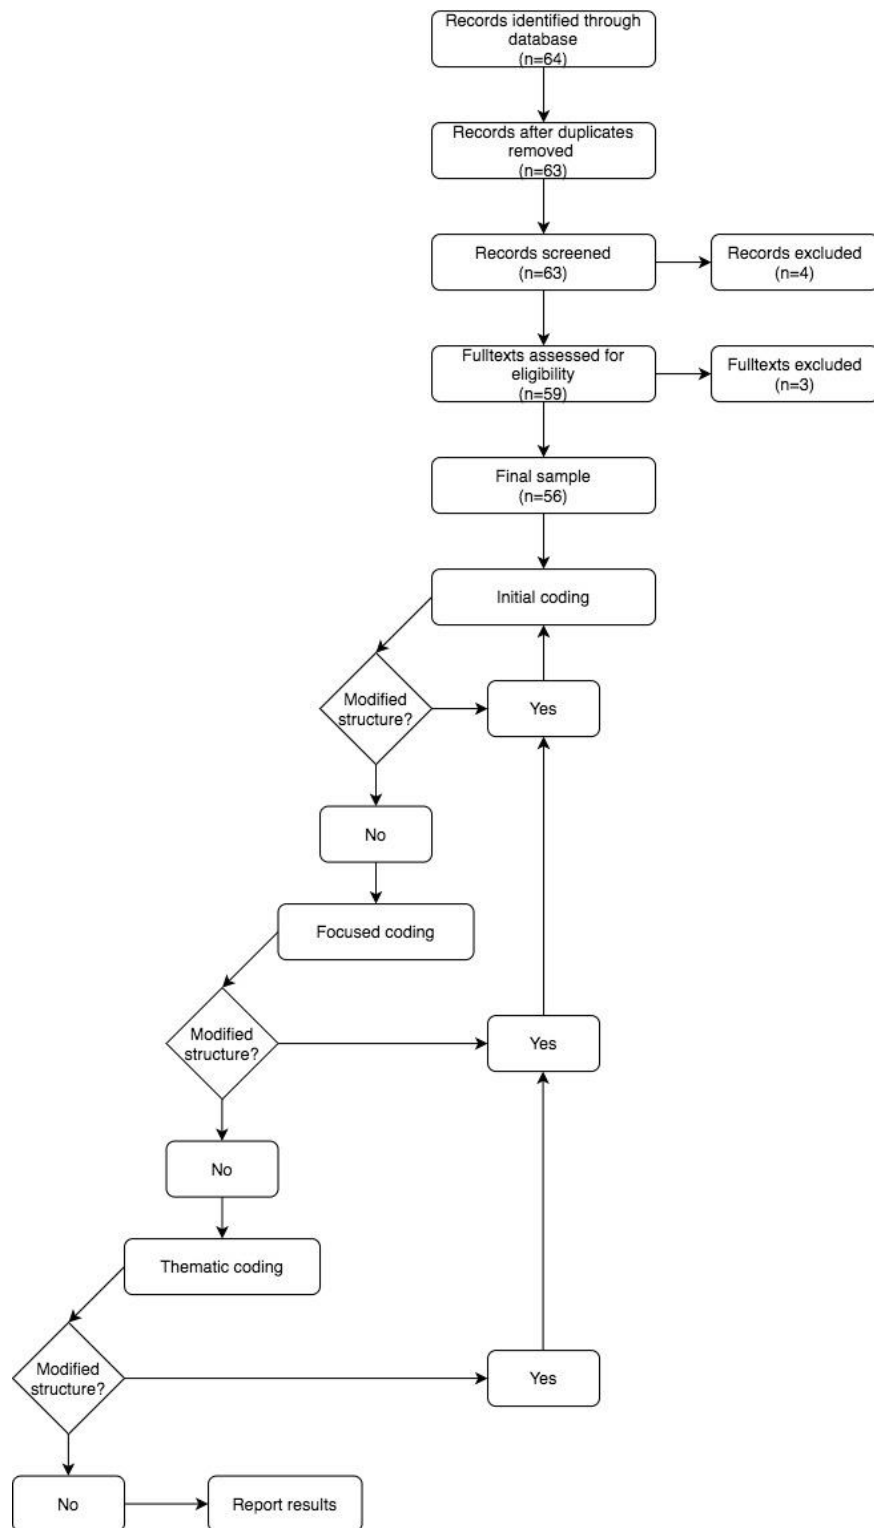 Records identified through
database
(n=64)
Records after duplicates
removed
(n=63)
Records screened
(n=63)
Records excluded
(n=4)
Fulltexts assessed for
eligibility
(n=59)
Fulltexts excluded
(n=3)
Final sample
(n=56)
Initial coding
Modified
structure?
Yes
No
Focused coding
Modified
structure?
Yes
No
Thematic coding
Modified
structure?
Yes
No
Report results